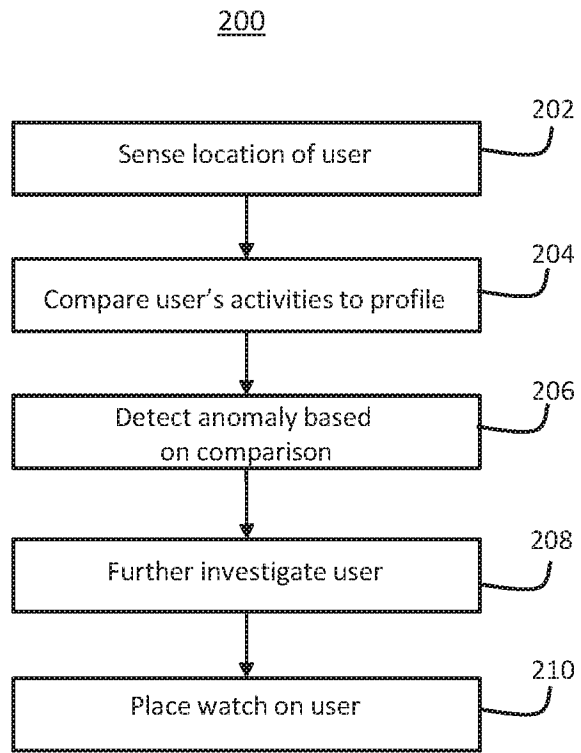 200
202
Sense location of user
204
Compare user's activities to profile
206
Detect anomaly based
on comparison
208
Further investigate user
210
Place watch on user